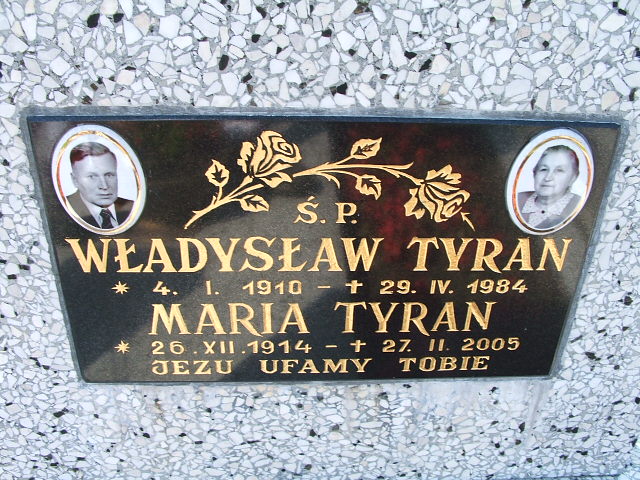 Ś. P.
WŁADYSŁAW TYRAN
* 4. I. 1910 - ✝ 29. IV. 1984
MARIA TYRAN
* 26. XII. 1914 - ✝ 27. II. 2005
JEZU UFAMY TOBIE